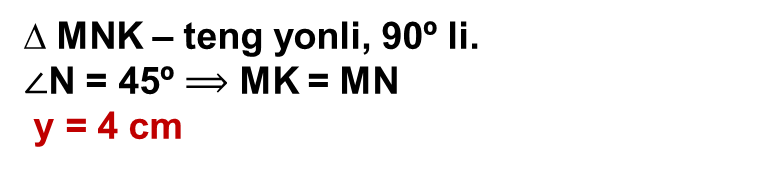 ∆ MNK – teng yonli, 90º li.
∠N = 45º ⟹ MK = MN
y = 4 cm